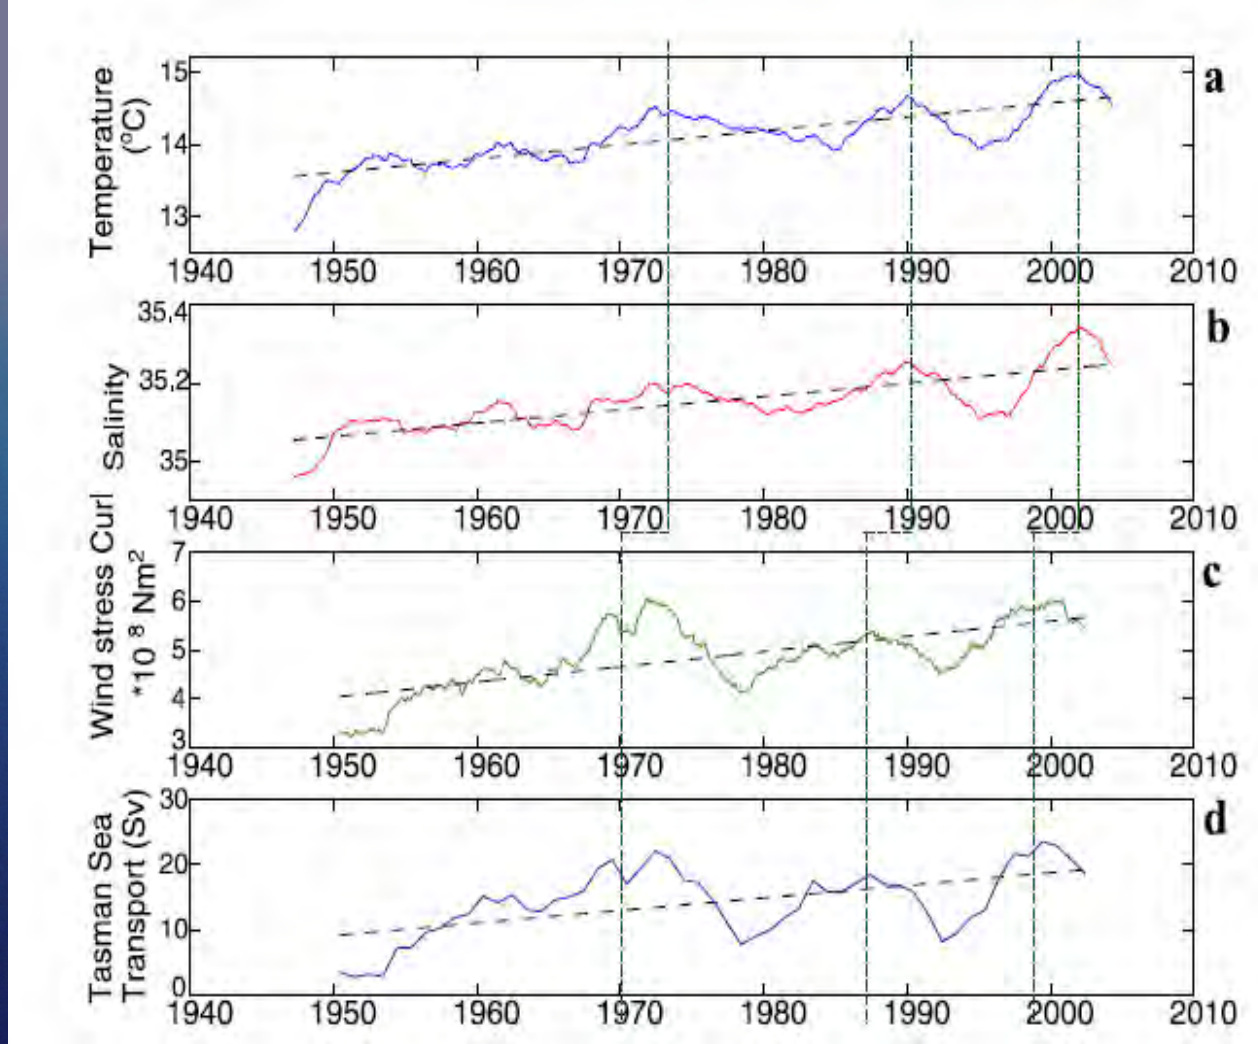 Temperature
(ºC)
15
14
13
a
1940 1950 1960 1970 1980 1990 2000 2010
Salinity
35.4
35.2
35
b
1940 1950 1960 1970 1980 1990 2000 2010
Wind stress Curl
*10 8 Nm2
7
6
5
4
3
c
1940 1950 1960 1970 1980 1990 2000 2010
Tasman Sea
Transport (Sv)
30
20
10
0
d
1940 1950 1960 1970 1980 1990 2000 2010